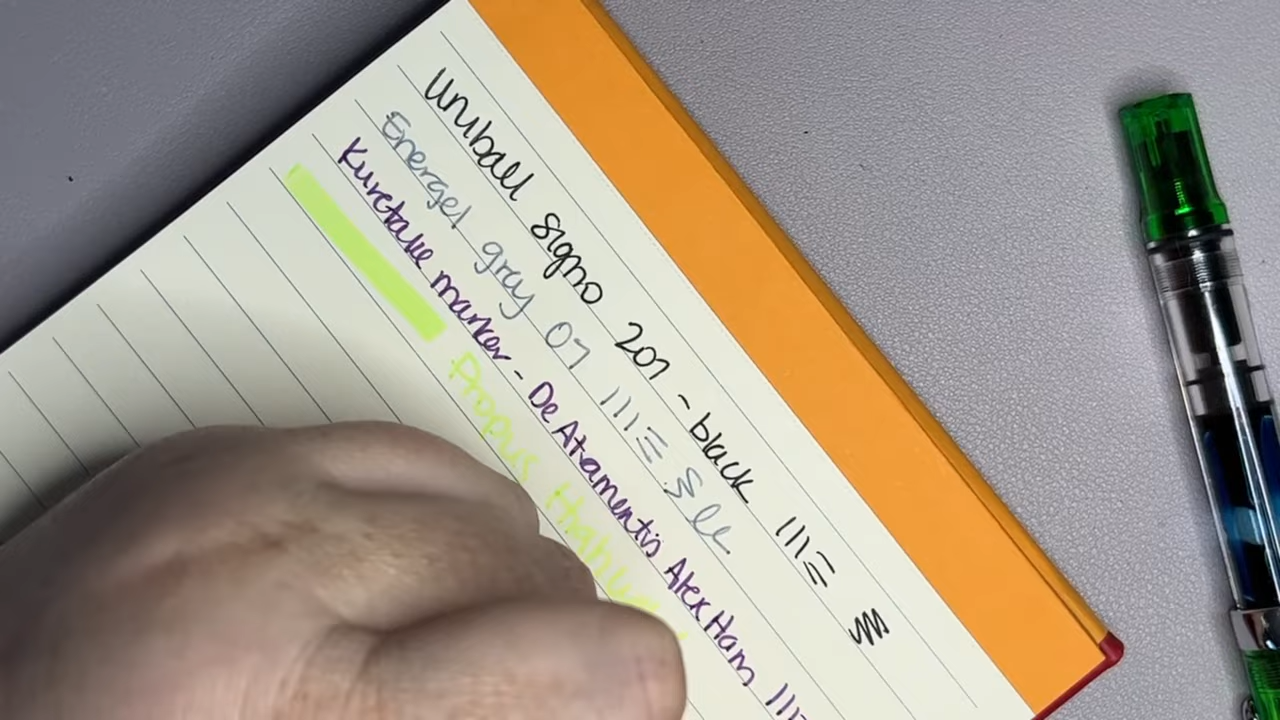 Uniball signo 207 - black
Energel gray 07
Kuretake marker - De Atramentis Alex Ham
Propus